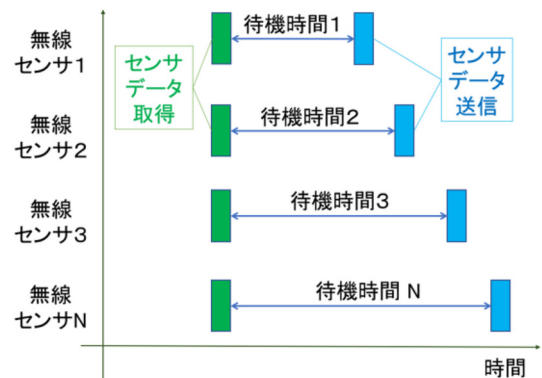 無線
センサ1
待機時間1
センサ
データ
取得
センサ
データ
送信
無線
センサ2
待機時間2
無線
センサ3
待機時間3
無線
センサN
待機時間 N
時間